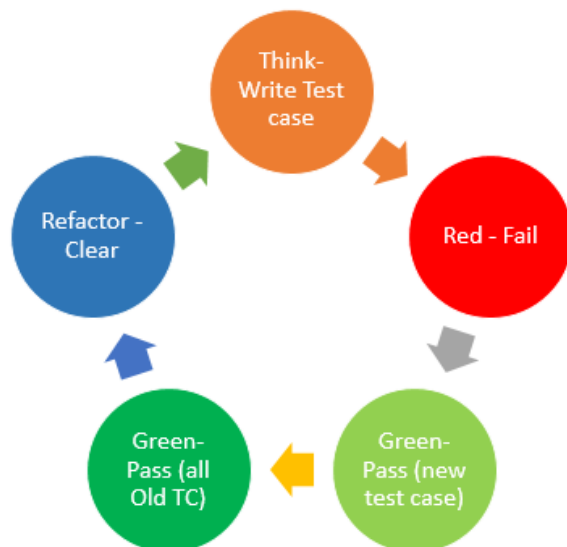 Think-
Write Test
case
Red - Fail
Green-
Pass (new
test case)
Green-
Pass (all
Old TC)
Refactor -
Clear